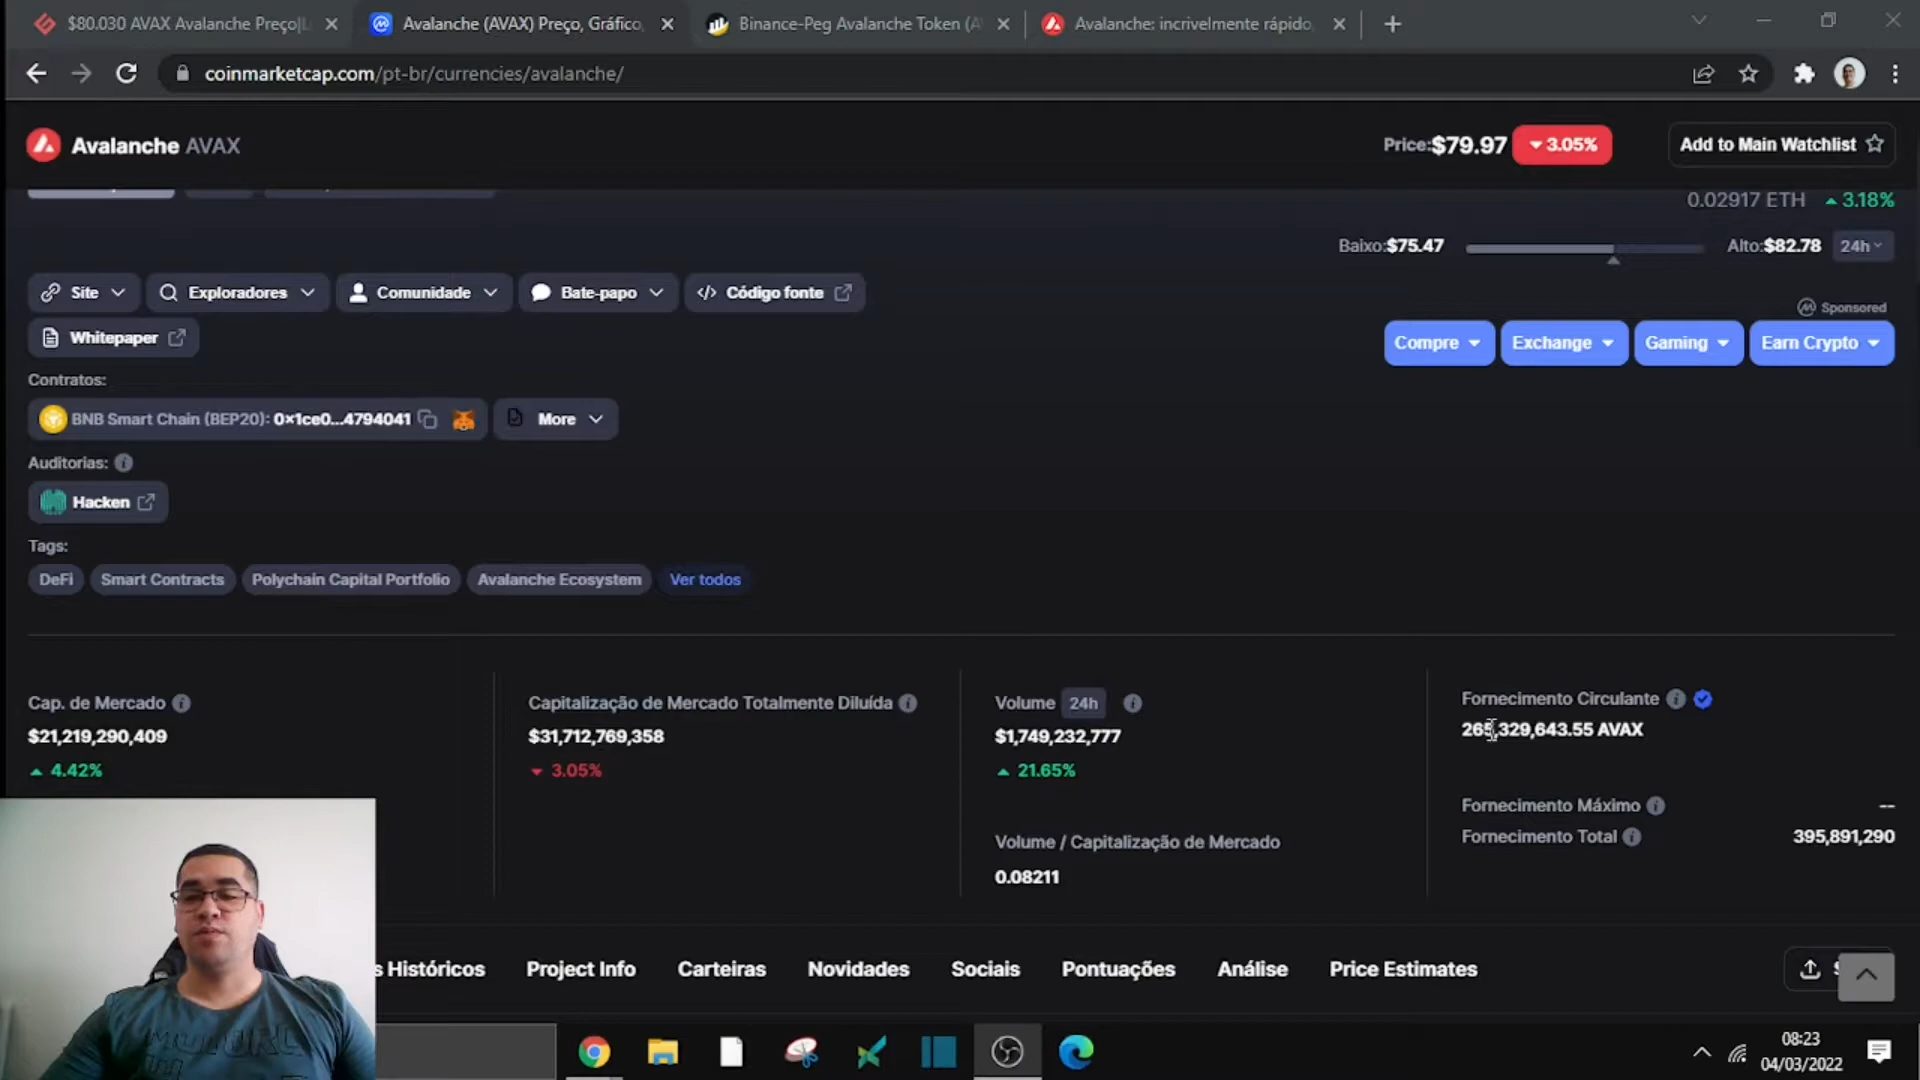 $80.030 AVAX Avalanche Preço|L
Avalanche (AVAX) Preço, Gráfico,
Binance-Peg Avalanche Token (A
Avalanche: incrivelmente rápido,
coinmarketcap.com/pt-br/currencies/avalanche/
Avalanche AVAX
Price:$79.97 3.05%
Add to Main Watchlist
0.02917 ETH 3.18%
Baixo:$75.47
Alto:$82.78
24h
Site
Exploradores
Comunidade
Bate-papo
Código fonte
Sponsored
Whitepaper
Compre
Exchange
Gaming
Earn Crypto
Contratos:
BNB Smart Chain (BEP20): 0x1ce0...4794041
More
Auditorias:
Hacken
Tags:
DeFi
Smart Contracts
Polychain Capital Portfolio
Avalanche Ecosystem
Ver todos
Cap. de Mercado
$21,219,290,409
4.42%
Capitalização de Mercado Totalmente Diluída
$31,712,769,358
3.05%
Volume 24h
$1,749,232,777
21.65%
Volume / Capitalização de Mercado
0.08211
Fornecimento Circulante
265,329,643.55 AVAX
Fornecimento Máximo --
Fornecimento Total 395,891,290
s Históricos
Project Info
Carteiras
Novidades
Sociais
Pontuações
Análise
Price Estimates
08:23
04/03/2022